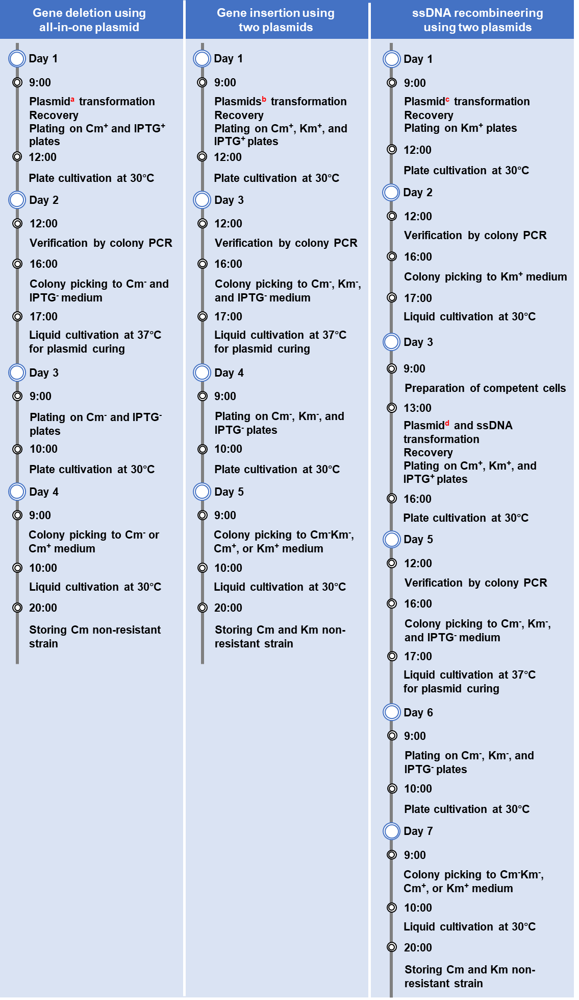 Gene deletion using
all-in-one plasmid
Day 1
9:00
Plasmidᵃ transformation
Recovery
Plating on Cm⁺ and IPTG⁺
plates
12:00
Plate cultivation at 30°C
Day 2
12:00
Verification by colony PCR
16:00
Colony picking to Cm⁻ and
IPTG⁻ medium
17:00
Liquid cultivation at 37°C
for plasmid curing
Day 3
9:00
Plating on Cm⁻ and IPTG⁻
plates
10:00
Plate cultivation at 30°C
Day 4
9:00
Colony picking to Cm⁻ or
Cm⁺ medium
10:00
Liquid cultivation at 30°C
20:00
Storing Cm non-resistant
strain
Gene insertion using
two plasmids
Day 1
9:00
Plasmidsᵇ transformation
Recovery
Plating on Cm⁺, Km⁺, and
IPTG⁺ plates
12:00
Plate cultivation at 30°C
Day 3
12:00
Verification by colony PCR
16:00
Colony picking to Cm⁻, Km⁻,
and IPTG⁻ medium
17:00
Liquid cultivation at 37°C
for plasmid curing
Day 4
9:00
Plating on Cm⁻, Km⁻, and
IPTG⁻ plates
10:00
Plate cultivation at 30°C
Day 5
9:00
Colony picking to Cm⁻Km⁻,
Cm⁺, or Km⁺ medium
10:00
Liquid cultivation at 30°C
20:00
Storing Cm and Km non-
resistant strain
ssDNA recombineering
using two plasmids
Day 1
9:00
Plasmidᶜ transformation
Recovery
Plating on Km⁺ plates
12:00
Plate cultivation at 30°C
Day 2
12:00
Verification by colony PCR
16:00
Colony picking to Km⁺ medium
17:00
Liquid cultivation at 30°C
Day 3
9:00
Preparation of competent cells
13:00
Plasmidᵈ and ssDNA
transformation
Recovery
Plating on Cm⁺, Km⁺, and
IPTG⁺ plates
16:00
Plate cultivation at 30°C
Day 5
12:00
Verification by colony PCR
16:00
Colony picking to Cm⁻, Km⁻,
and IPTG⁻ medium
17:00
Liquid cultivation at 37°C
for plasmid curing
Day 6
9:00
Plating on Cm⁻, Km⁻, and
IPTG⁻ plates
10:00
Plate cultivation at 30°C
Day 7
9:00
Colony picking to Cm⁻Km⁻,
Cm⁺, or Km⁺ medium
10:00
Liquid cultivation at 30°C
20:00
Storing Cm and Km non-
resistant strain